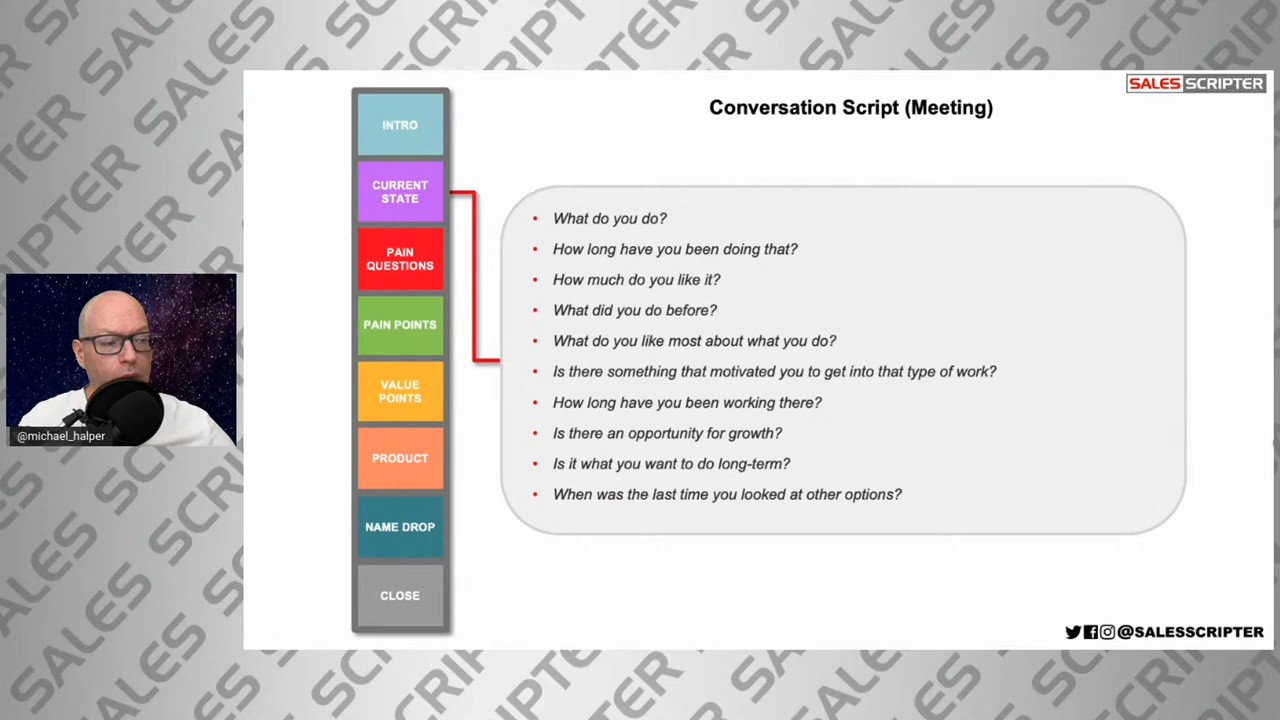 SALES SCRIPTER
Conversation Script (Meeting)
INTRO
CURRENT
STATE
PAIN
QUESTIONS
PAIN POINTS
VALUE
POINTS
PRODUCT
NAME DROP
CLOSE
• What do you do?
• How long have you been doing that?
• How much do you like it?
• What did you do before?
• What do you like most about what you do?
• Is there something that motivated you to get into that type of work?
• How long have you been working there?
• Is there an opportunity for growth?
• Is it what you want to do long-term?
• When was the last time you looked at other options?
@michael_halper
@SALESSCRIPTER